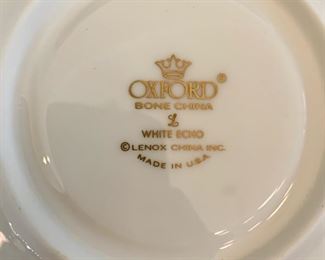 OXFORD®
BONE CHINA
L
WHITE ECHO
© LENOX CHINA INC.
MADE IN U.S.A.